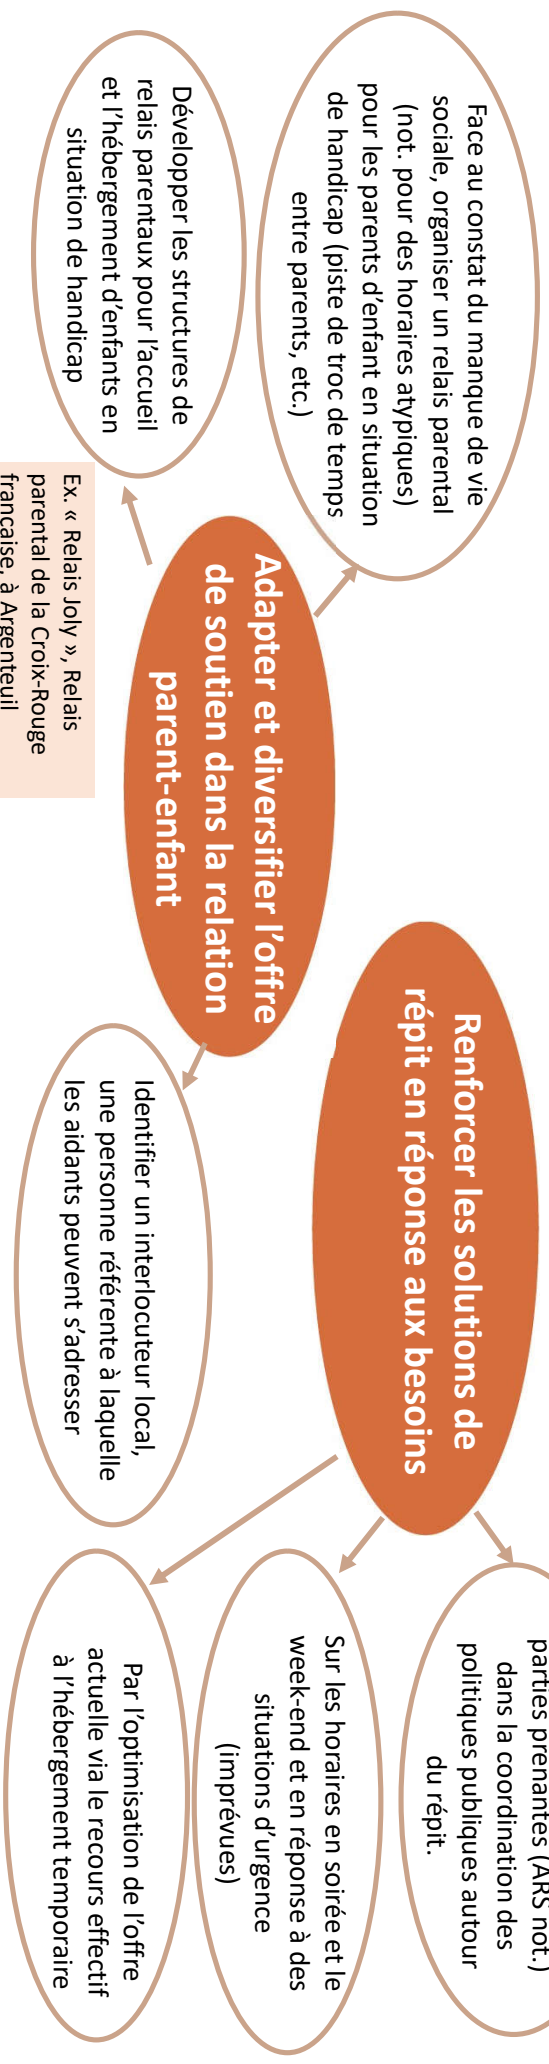 Face au constat du manque de vie
sociale, organiser un relais parental
(not. pour des horaires atypiques)
pour les parents d'enfant en situation
de handicap (piste de troc de temps
entre parents, etc.)
Développer les structures de
relais parentaux pour l'accueil
et l'hébergement d'enfants en
situation de handicap
Ex. « Relais Joly », Relais
parental de la Croix-Rouge
française, à Argenteuil
Adapter et diversifier l'offre
de soutien dans la relation
parent-enfant
Identifier un interlocuteur local,
une personne référente à laquelle
les aidants peuvent s'adresser
Renforcer les solutions de
répit en réponse aux besoins
parties prenantes (ARS not.)
dans la coordination des
politiques publiques autour
du répit.
Sur les horaires en soirée et le
week-end et en réponse à des
situations d'urgence
(imprévues)
Par l'optimisation de l'offre
actuelle via le recours effectif
à l'hébergement temporaire